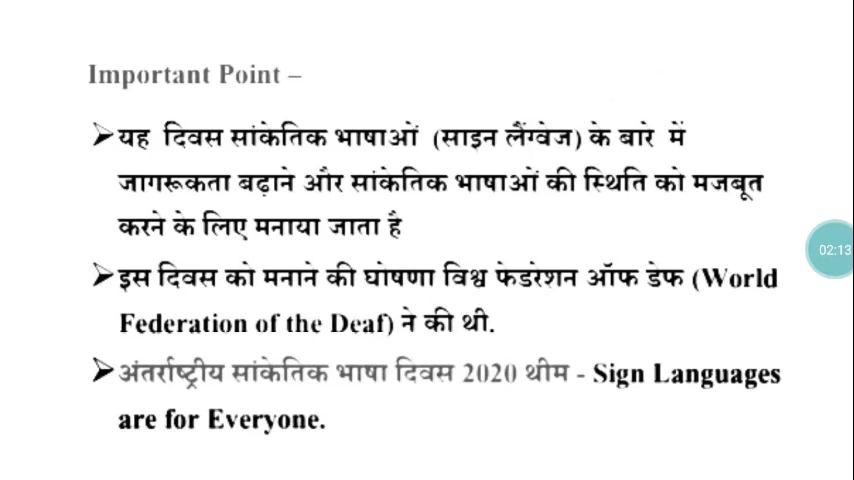 Important Point –
➢यह दिवस सांकेतिक भाषाओं (साइन लैंग्वेज) के बारे में
जागरूकता बढ़ाने और सांकेतिक भाषाओं की स्थिति को मजबूत
करने के लिए मनाया जाता है
➢इस दिवस को मनाने की घोषणा विश्व फेडरेशन ऑफ डेफ (World
Federation of the Deaf) ने की थी.
➢अंतर्राष्ट्रीय सांकेतिक भाषा दिवस 2020 थीम - Sign Languages
are for Everyone.
02:13